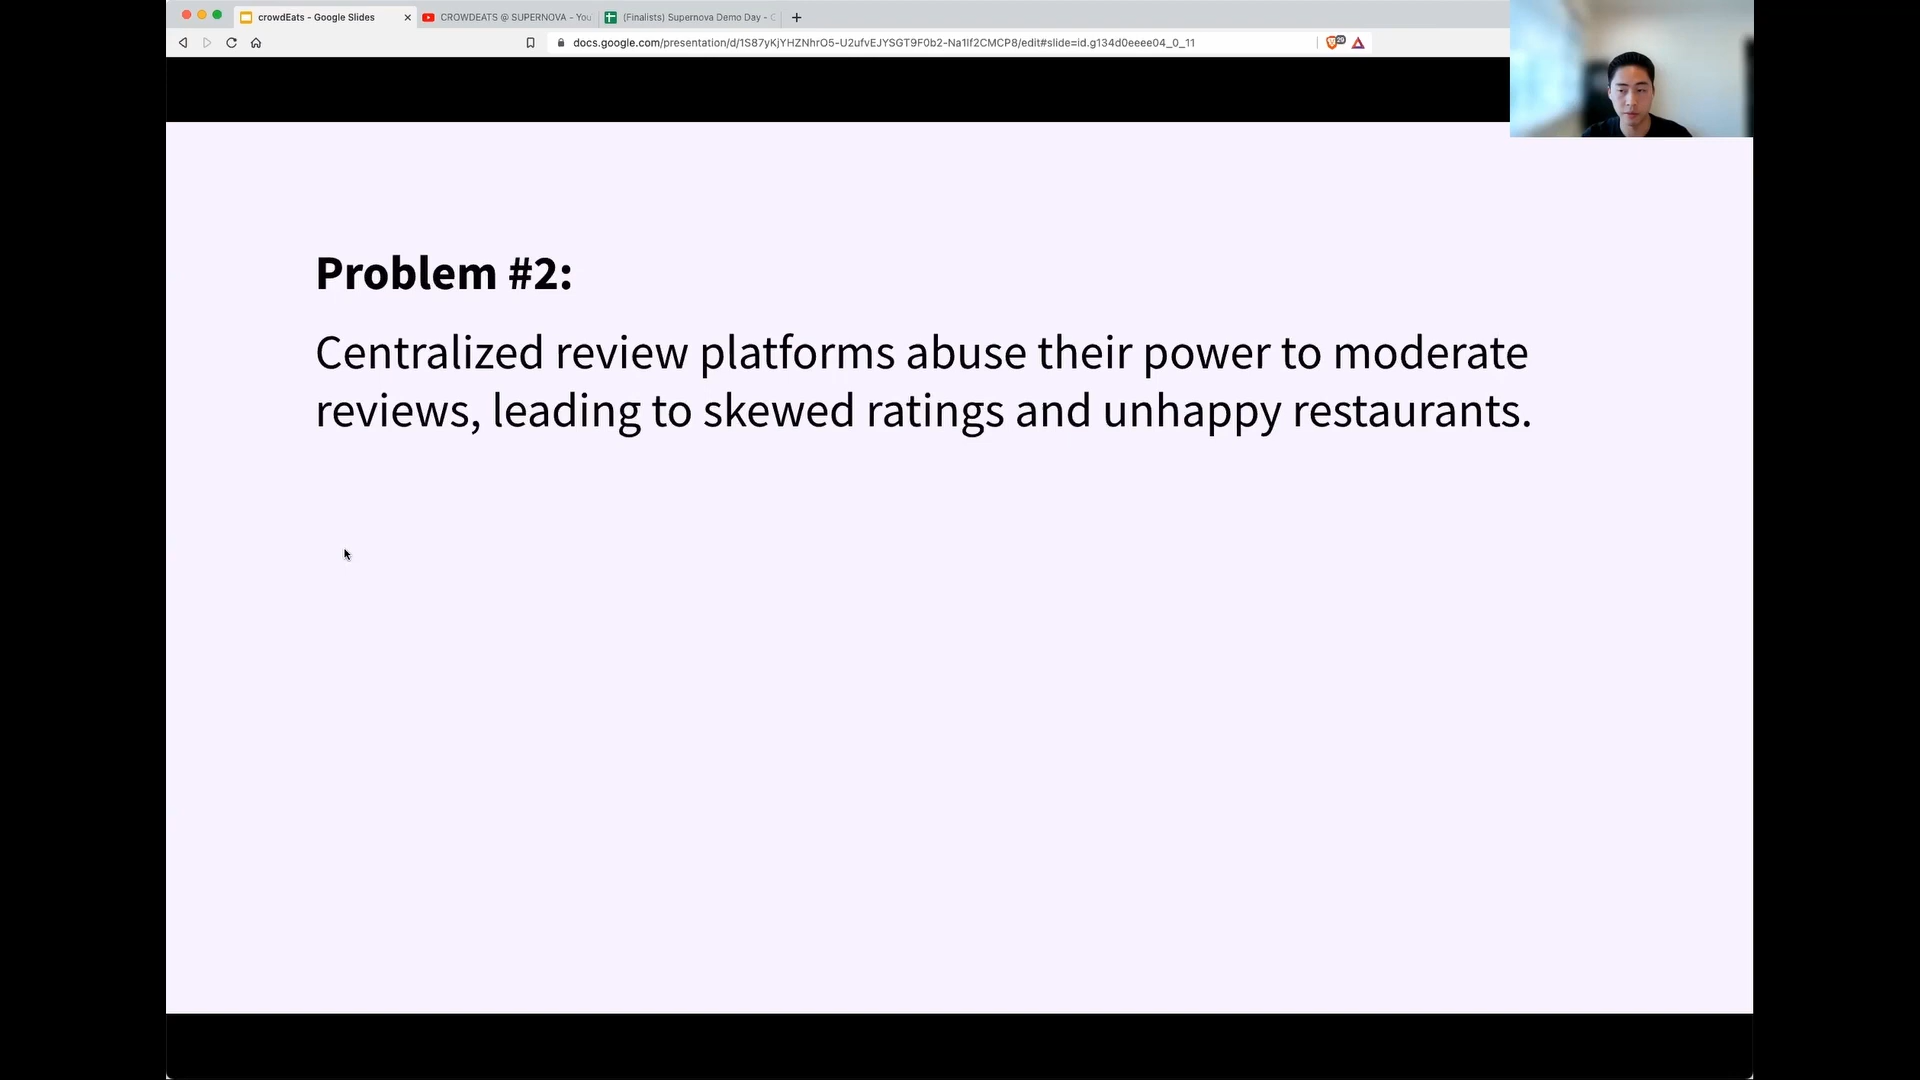 crowdEats - Google Slides
CROWDEATS @ SUPERNOVA - You
(Finalists) Supernova Demo Day - C
docs.google.com/presentation/d/1S87yKjYHZNhrO5-U2ufvEJYSGT9F0b2-Na1lf2CMCP8/edit#slide=id.g134d0eeee04_0_11
Problem #2:
Centralized review platforms abuse their power to moderate
reviews, leading to skewed ratings and unhappy restaurants.